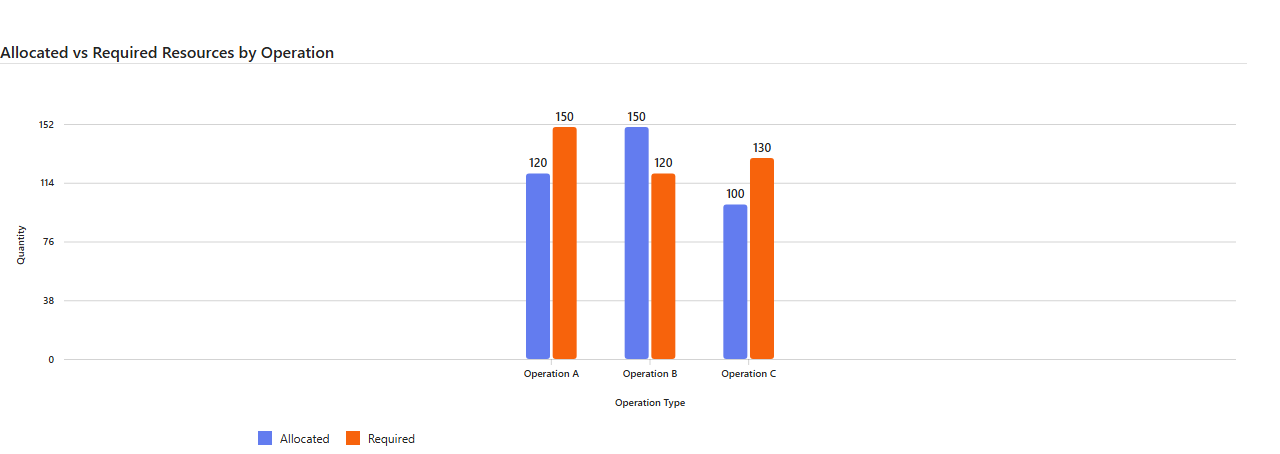 Allocated vs Required Resources by Operation
150 150
152
130
120 120
114
100
76
Quantity
38
0
Operation A Operation B Operation C
Operation Type
Allocated Required